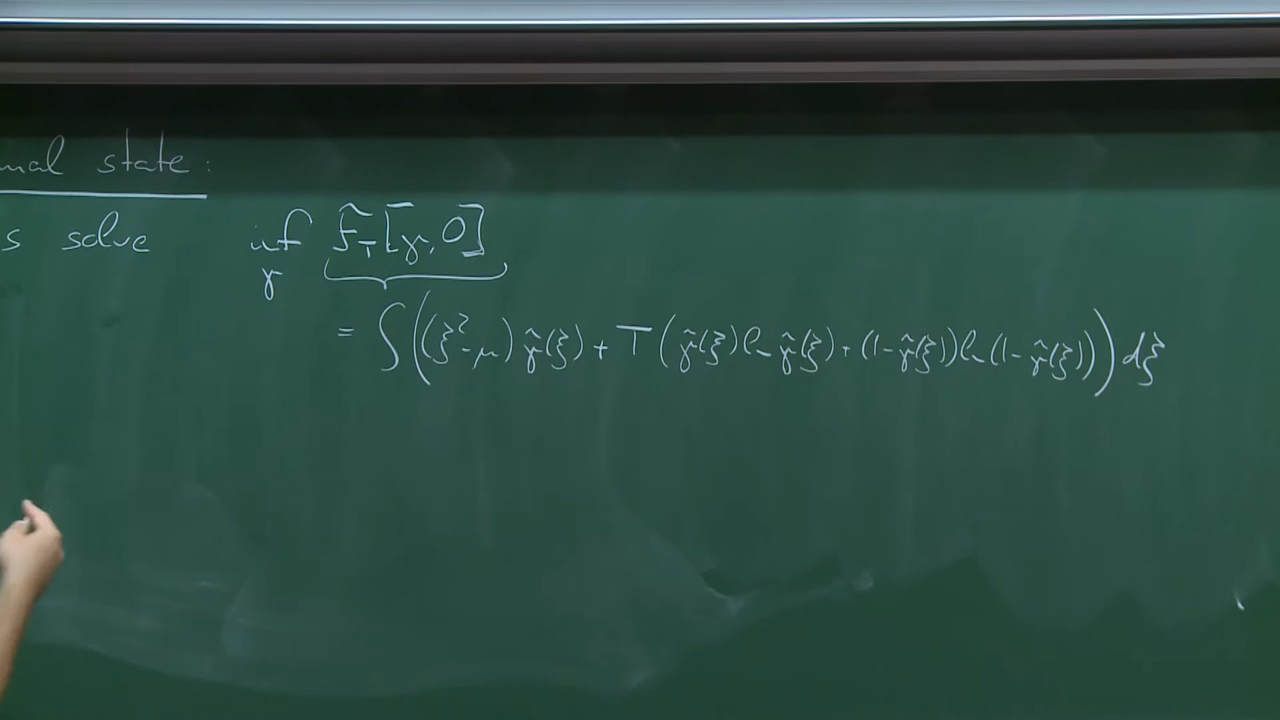 mal state:
s solve inf F̃_T[γ, 0]
γ
= ∫((ξ²-μ) γ̂(ξ) + T(γ̂(ξ) ln γ̂(ξ) + (1-γ̂(ξ)) ln (1-γ̂(ξ)))) dξ